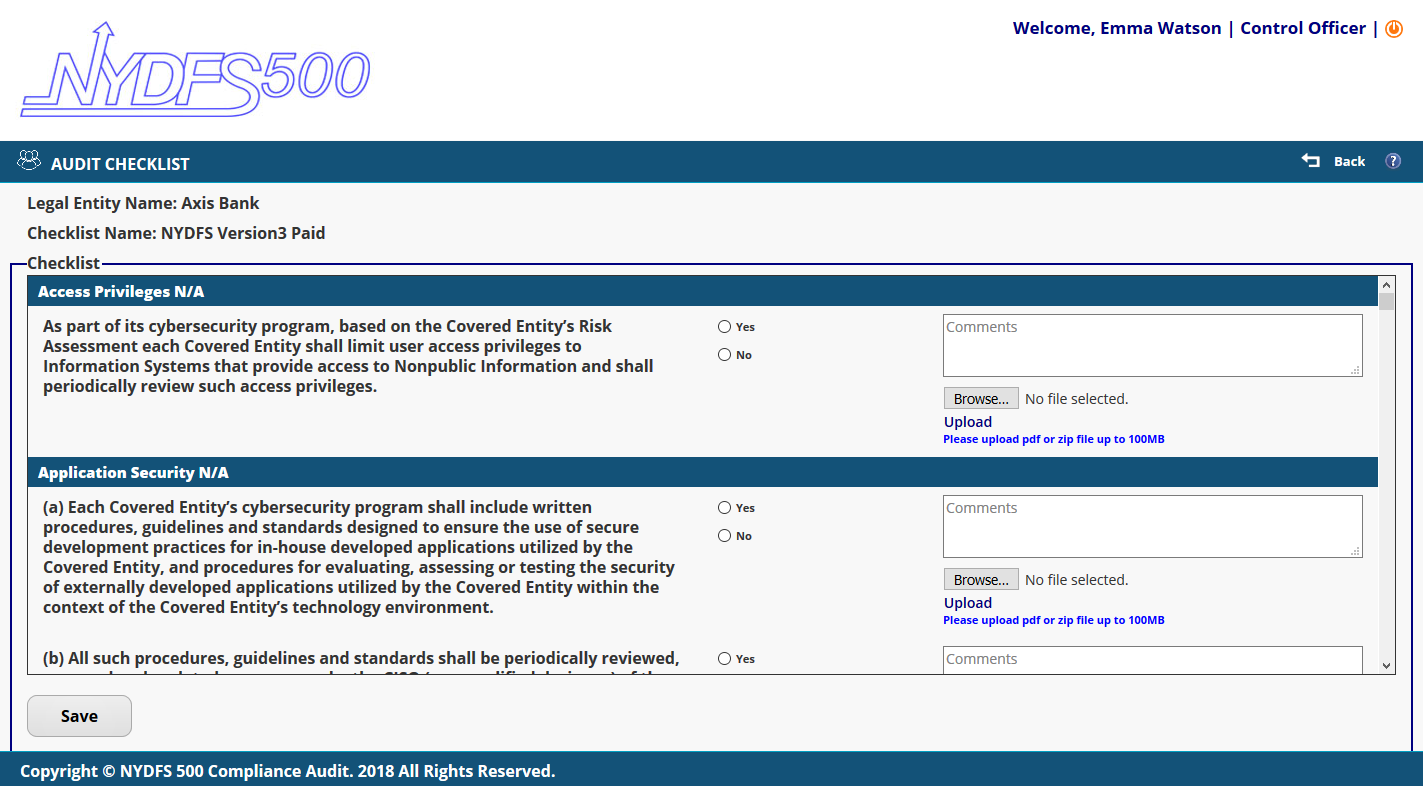 NYDFS500
Welcome, Emma Watson | Control Officer |
AUDIT CHECKLIST
Back
?
Legal Entity Name: Axis Bank
Checklist Name: NYDFS Version3 Paid
Checklist
Access Privileges N/A
As part of its cybersecurity program, based on the Covered Entity’s Risk
Assessment each Covered Entity shall limit user access privileges to
Information Systems that provide access to Nonpublic Information and shall
periodically review such access privileges.
Yes
No
Comments
Browse... No file selected.
Upload
Please upload pdf or zip file up to 100MB
Application Security N/A
(a) Each Covered Entity’s cybersecurity program shall include written
procedures, guidelines and standards designed to ensure the use of secure
development practices for in-house developed applications utilized by the
Covered Entity, and procedures for evaluating, assessing or testing the security
of externally developed applications utilized by the Covered Entity within the
context of the Covered Entity’s technology environment.
Yes
No
Comments
Browse... No file selected.
Upload
Please upload pdf or zip file up to 100MB
(b) All such procedures, guidelines and standards shall be periodically reviewed,
Yes
Comments
Save
Copyright © NYDFS 500 Compliance Audit. 2018 All Rights Reserved.